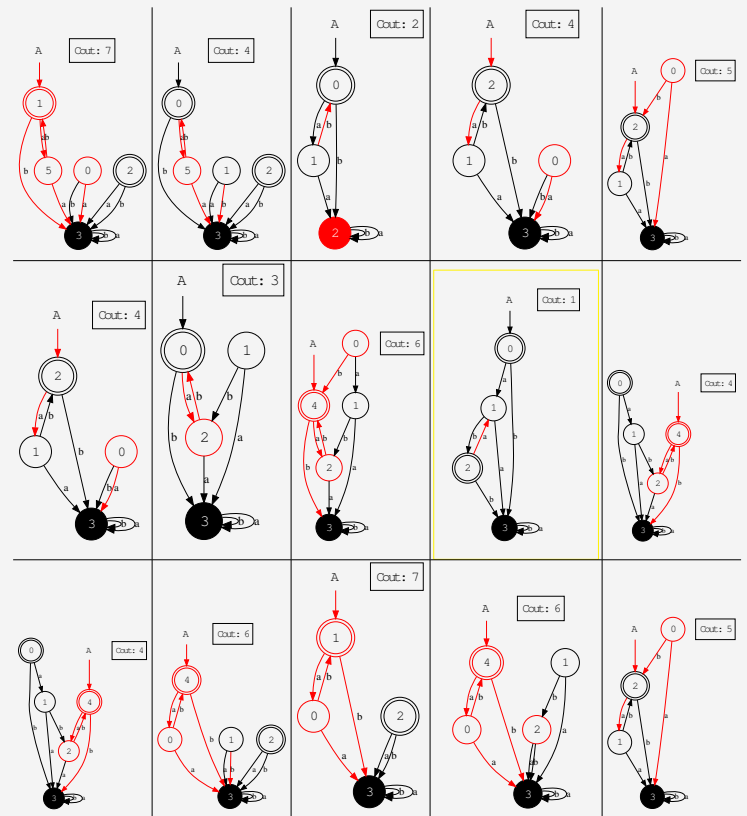 A Cout: 7
1
ab
5 0 2
b a b a a b
3 b a
A Cout: 4
0
ab
5 1 2
b a b a a b
3 b a
A Cout: 2
0
a b
1 b
a
2 b a
A Cout: 4
2
a b
1 b 0
a b a
3 b a
A 0 Cout: 5
b
2
a b a
1 b
a
3 b a
A Cout: 4
2
a b
1 b 0
a b a
3 b a
A Cout: 3
0 1
a b b
b 2 a
a
3 b a
A 0 Cout: 6
b a
4 1
a b b
b 2 a
a
3 b a
A Cout: 1
0
a
1
b a b
2
b
3 b a
0 A Cout: 4
a
1 4
b a b a b b
2
a
3 b a
0 A Cout: 4
a
1 4
b a b a b b
2
a
3 b a
A Cout: 6
4
a b b
0 1 2
a a b a b
3 b a
A Cout: 7
1
a b
0 b 2
a a b
3 b a
A Cout: 6
4 1
a b b
0 b 2 a
a a b
3 b a
A 0 Cout: 5
b
2
a b a
1 b
a
3 b a